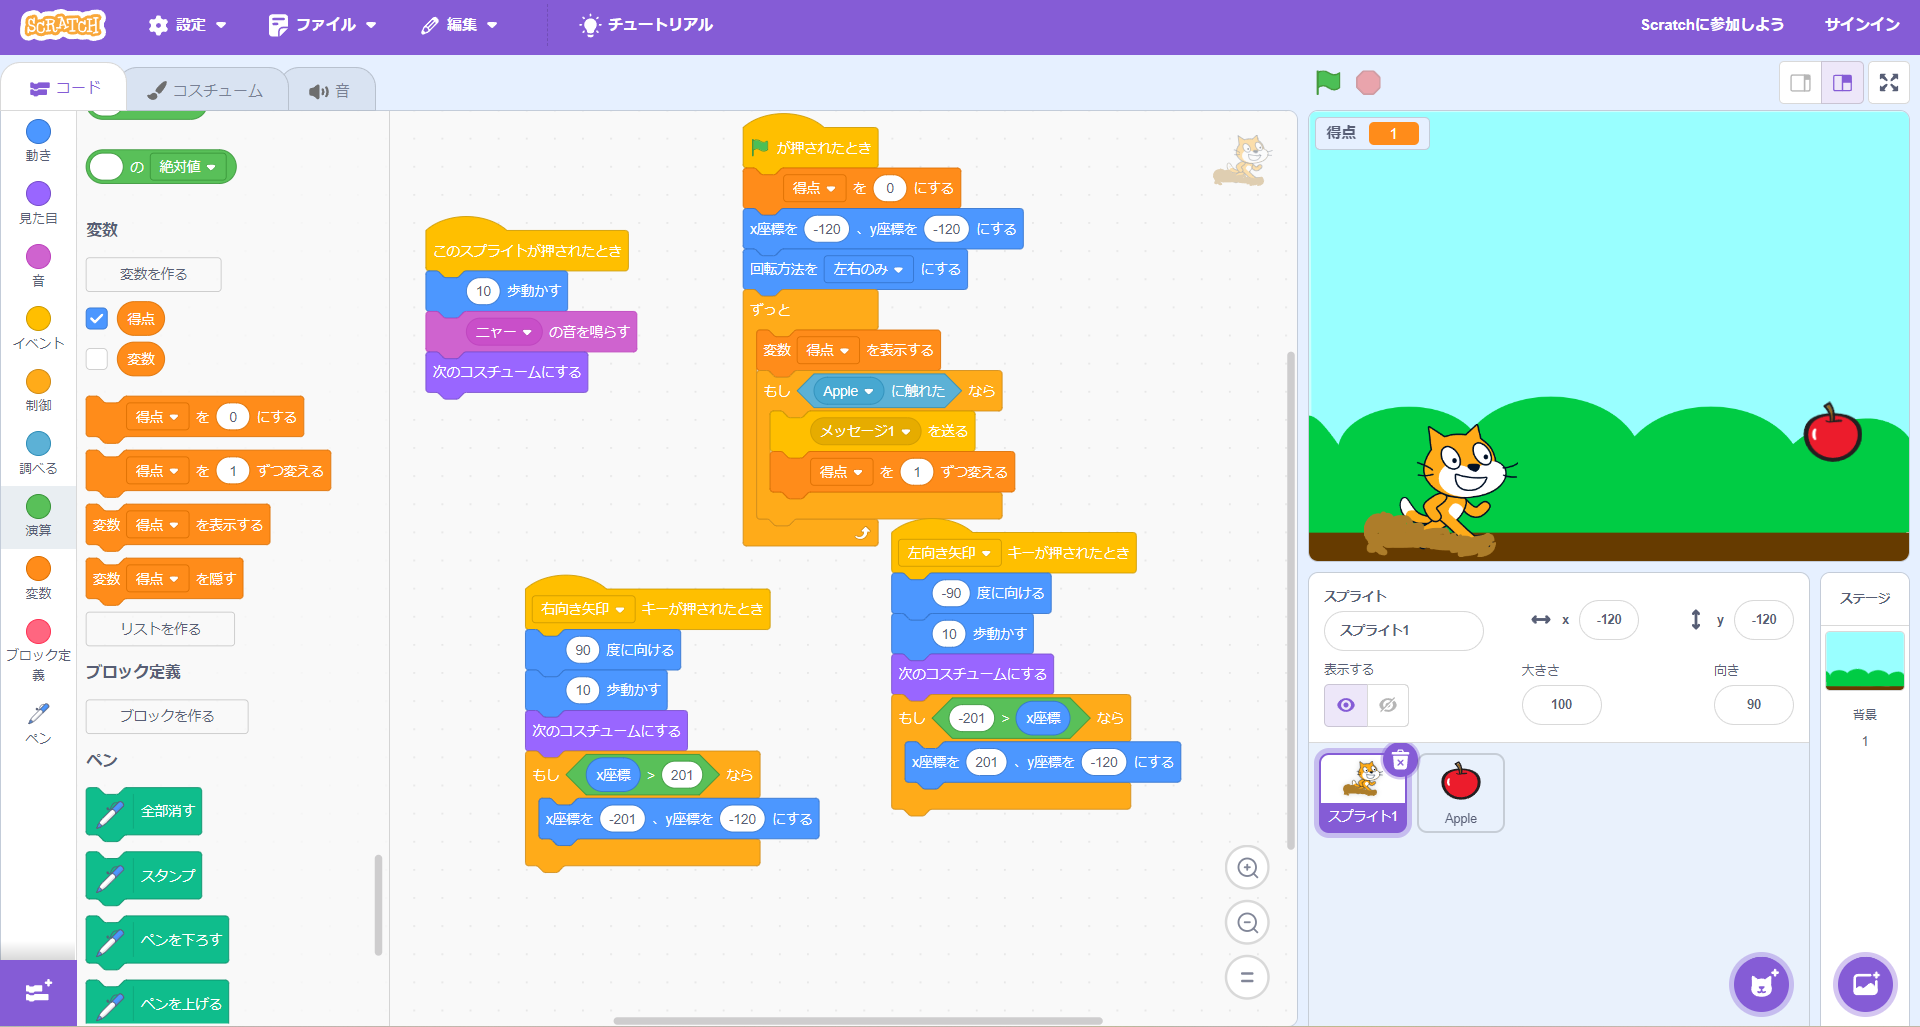 SCRATCH 設定 ファイル 編集 チュートリアル Scratchに参加しよう サインイン
コード コスチューム 音
動き
見た目
音
イベント
制御
調べる
演算
変数
ブロック定義
ペン
の 絶対値
変数
変数を作る
得点
変数
得点 を 0 にする
得点 を 1 ずつ変える
変数 得点 を表示する
変数 得点 を隠す
リストを作る
ブロック定義
ブロックを作る
ペン
全部消す
スタンプ
ペンを下ろす
ペンを上げる
このスプライトが押されたとき
10 歩動かす
ニャー の音を鳴らす
次のコスチュームにする
が押されたとき
得点 を 0 にする
x座標を -120 、y座標を -120 にする
回転方法を 左右のみ にする
ずっと
変数 得点 を表示する
もし Apple に触れた なら
メッセージ1 を送る
得点 を 1 ずつ変える
右向き矢印 キーが押されたとき
90 度に向ける
10 歩動かす
次のコスチュームにする
もし x座標 > 201 なら
x座標を -201 、y座標を -120 にする
左向き矢印 キーが押されたとき
-90 度に向ける
10 歩動かす
次のコスチュームにする
もし -201 > x座標 なら
x座標を 201 、y座標を -120 にする
得点 1
スプライト
スプライト1 x -120 y -120
表示する 大きさ 向き
100 90
スプライト1
Apple
ステージ
背景
1